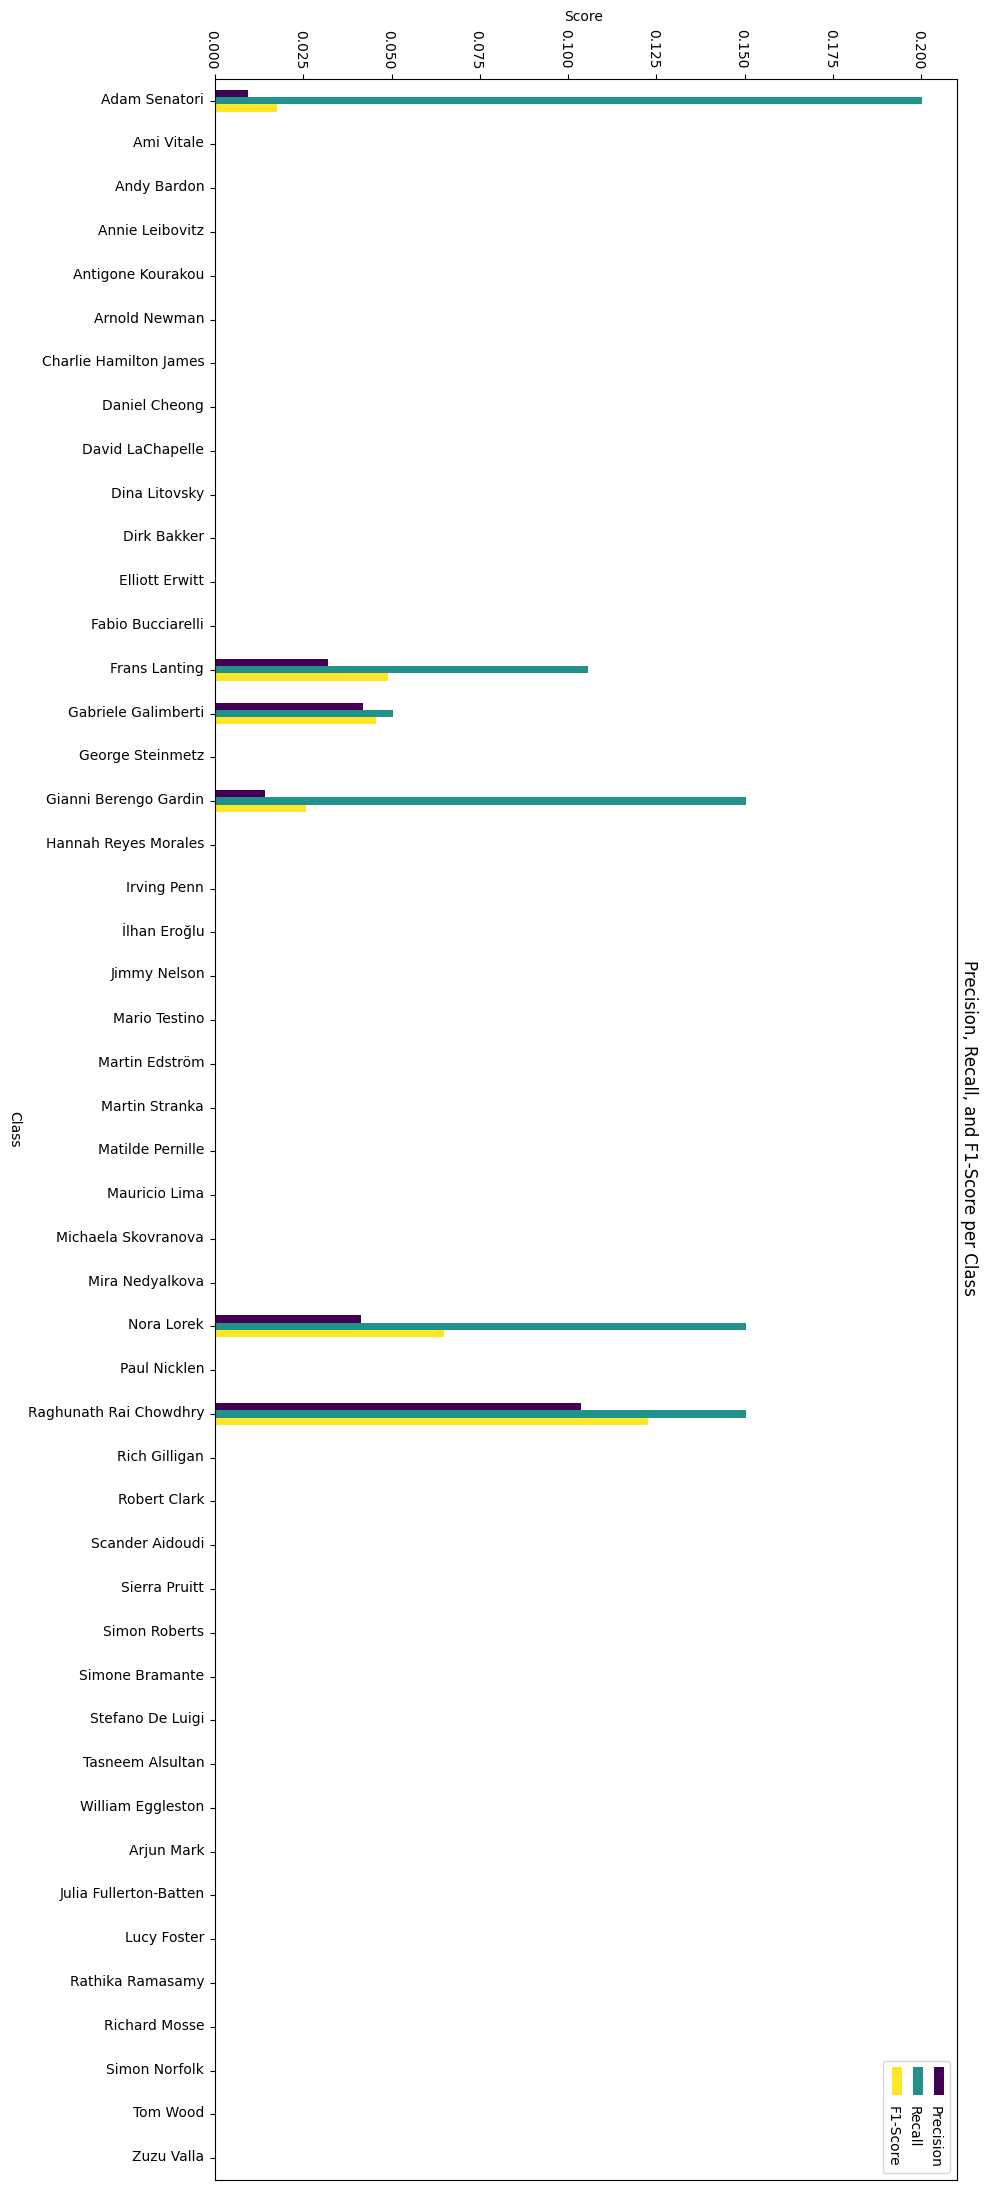 Score
0.000
0.025
0.050
0.075
0.100
0.125
0.150
0.175
0.200
Adam Senatori
Ami Vitale
Andy Bardon
Annie Leibovitz
Antigone Kourakou
Arnold Newman
Charlie Hamilton James
Daniel Cheong
David LaChapelle
Dina Litovsky
Dirk Bakker
Elliott Erwitt
Fabio Bucciarelli
Frans Lanting
Gabriele Galimberti
George Steinmetz
Gianni Berengo Gardin
Hannah Reyes Morales
Irving Penn
İlhan Eroğlu
Jimmy Nelson
Mario Testino
Martin Edström
Martin Stranka
Matilde Pernille
Mauricio Lima
Michaela Skovranova
Mira Nedyalkova
Nora Lorek
Paul Nicklen
Raghunath Rai Chowdhry
Rich Gilligan
Robert Clark
Scander Aidoudi
Sierra Pruitt
Simon Roberts
Simone Bramante
Stefano De Luigi
Tasneem Alsultan
William Eggleston
Arjun Mark
Julia Fullerton-Batten
Lucy Foster
Rathika Ramasamy
Richard Mosse
Simon Norfolk
Tom Wood
Zuzu Valla
Class
Precision, Recall, and F1-Score per Class
Precision
Recall
F1-Score